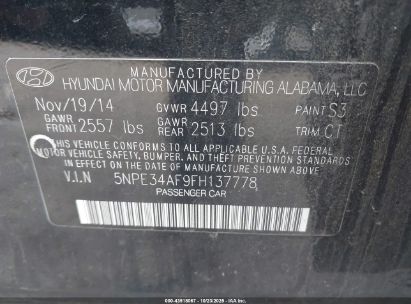 MANUFACTURED BY
HYUNDAI MOTOR MANUFACTURING ALABAMA, LLC
Nov/19/14 GVWR 4497 lbs PAINT S3
GAWR FRONT 2557 lbs GAWR REAR 2513 lbs TRIM CT
THIS VEHICLE CONFORMS TO ALL APPLICABLE U.S. FEDERAL
MOTOR VEHICLE SAFETY, BUMPER, AND THEFT PREVENTION STANDARDS
IN EFFECT ON THE DATE OF MANUFACTURE SHOWN ABOVE.
V.I.N 5NPE34AF9FH137778
PASSENGER CAR